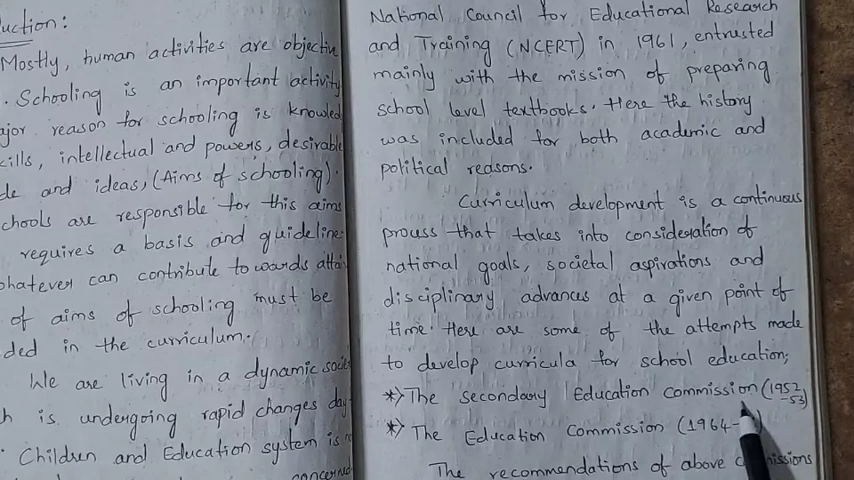 uction:
Mostly, human activities are objectiv
. Schooling is an important activity
ajor reason for schooling is knowled
kills, intellectual and powers, desirable
de and ideas, (Aims of schooling).
chools are responsible for this aims
requires a basis and guideline
whatever can contribute towards attai
of aims of schooling must be
ded in the curriculum.
We are living in a dynamic socie
h is undergoing rapid changes day
Children and Education system is
concerned
National Council for Educational Research
and Training (NCERT) in 1961, entrusted
mainly with the mission of preparing
school level textbooks. Here the history
was included for both academic and
political reasons.
Curriculum development is a continuous
prouss that takes into consideration of
national goals, societal aspirations and
disciplinary advances at a given point of
time. Here are some of the attempts made
to develop curricula for school education;
*> The secondary Education Commission (1952-53)
*> The Education Commission (1964-
The recommendations of above